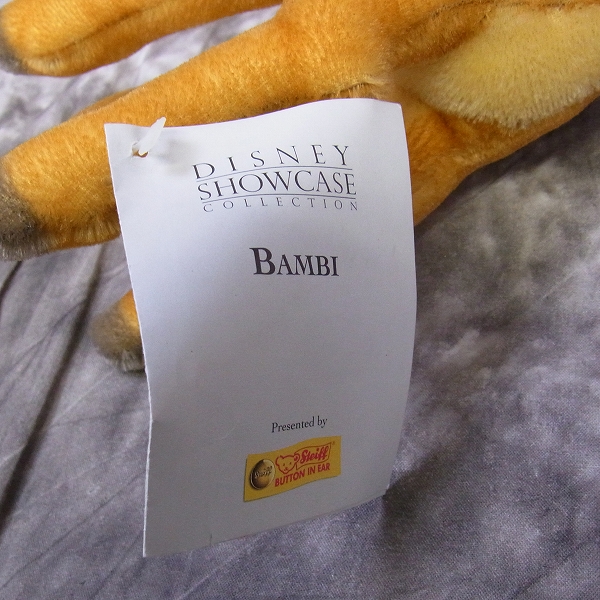 DISNEY
SHOWCASE
COLLECTION
BAMBI
Presented by
Steiff
BUTTON IN EAR